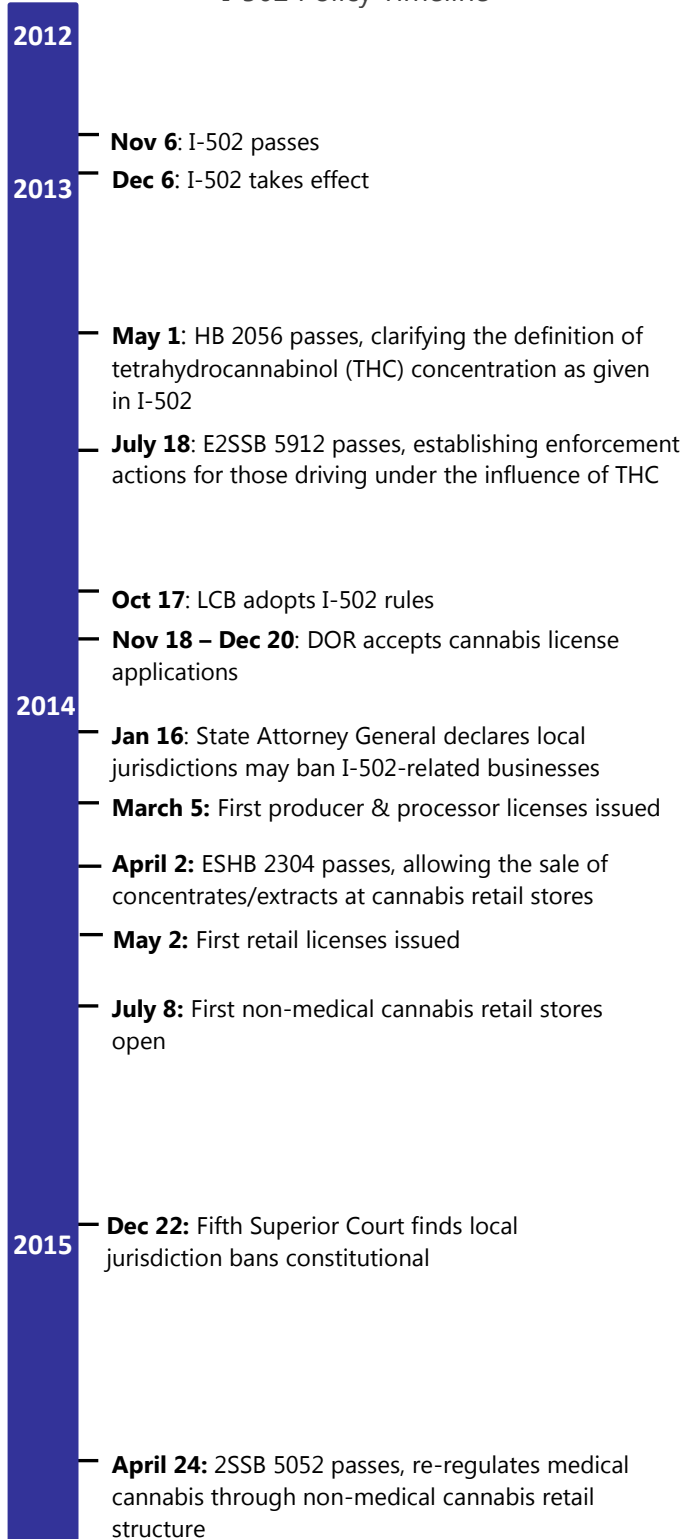 I-502 Policy Timeline
2012
Nov 6: I-502 passes
Dec 6: I-502 takes effect
2013
May 1: HB 2056 passes, clarifying the definition of
tetrahydrocannabinol (THC) concentration as given
in I-502
July 18: E2SSB 5912 passes, establishing enforcement
actions for those driving under the influence of THC
Oct 17: LCB adopts I-502 rules
Nov 18 – Dec 20: DOR accepts cannabis license
applications
2014
Jan 16: State Attorney General declares local
jurisdictions may ban I-502-related businesses
March 5: First producer & processor licenses issued
April 2: ESHB 2304 passes, allowing the sale of
concentrates/extracts at cannabis retail stores
May 2: First retail licenses issued
July 8: First non-medical cannabis retail stores
open
Dec 22: Fifth Superior Court finds local
jurisdiction bans constitutional
2015
April 24: 2SSB 5052 passes, re-regulates medical
cannabis through non-medical cannabis retail
structure